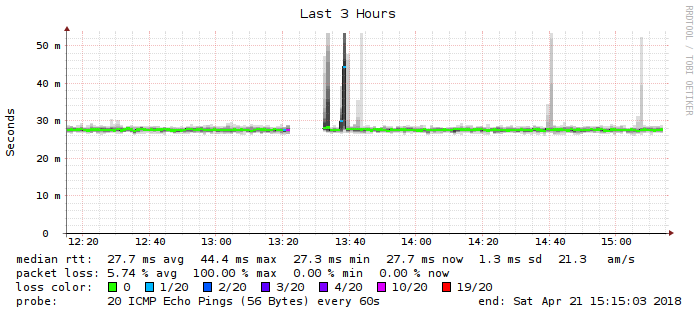 Last 3 Hours
RRDTOOL / TOBI OETIKER
Seconds
50 m
40 m
30 m
20 m
10 m
0
12:20 12:40 13:00 13:20 13:40 14:00 14:20 14:40 15:00
median rtt: 27.7 ms avg 44.4 ms max 27.3 ms min 27.7 ms now 1.3 ms sd 21.3 am/s
packet loss: 5.74 % avg 100.00 % max 0.00 % min 0.00 % now
loss color: 0 1/20 2/20 3/20 4/20 10/20 19/20
probe: 20 ICMP Echo Pings (56 Bytes) every 60s end: Sat Apr 21 15:15:03 2018